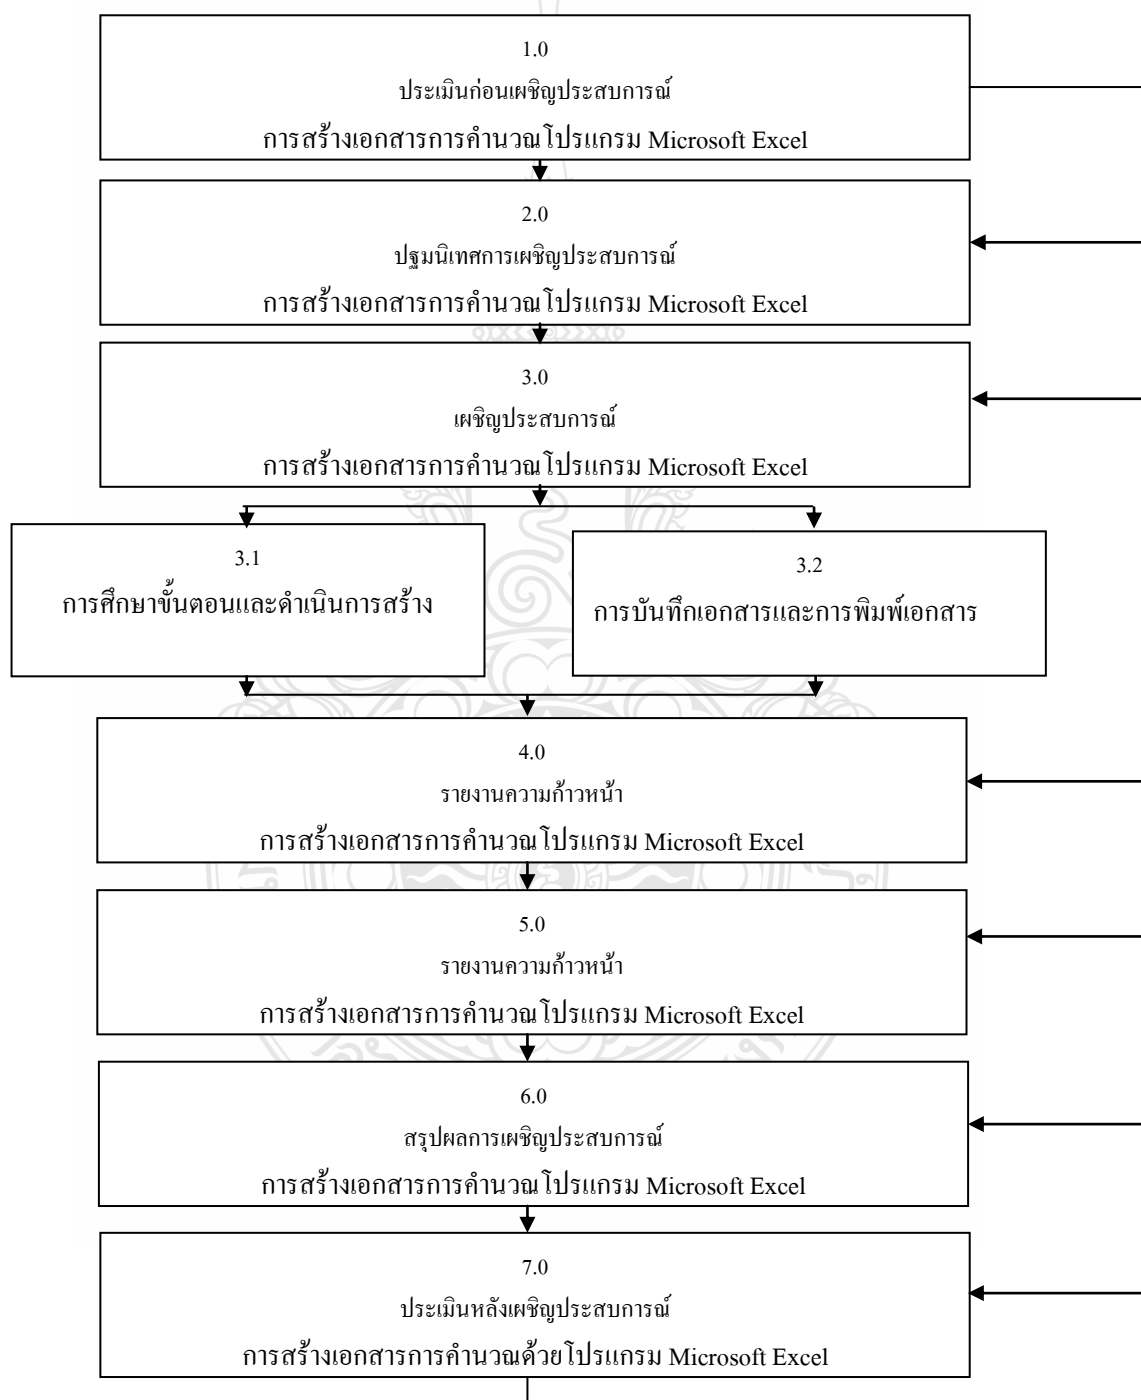 1.0
ประเมินก่อนเผชิญประสบการณ์
การสร้างเอกสารการคำนวณโปรแกรม Microsoft Excel
2.0
ปฐมนิเทศการเผชิญประสบการณ์
การสร้างเอกสารการคำนวณโปรแกรม Microsoft Excel
3.0
เผชิญประสบการณ์
การสร้างเอกสารการคำนวณโปรแกรม Microsoft Excel
3.1
การศึกษาขั้นตอนและดำเนินการสร้าง
3.2
การบันทึกเอกสารและการพิมพ์เอกสาร
4.0
รายงานความก้าวหน้า
การสร้างเอกสารการคำนวณโปรแกรม Microsoft Excel
5.0
รายงานความก้าวหน้า
การสร้างเอกสารการคำนวณโปรแกรม Microsoft Excel
6.0
สรุปผลการเผชิญประสบการณ์
การสร้างเอกสารการคำนวณโปรแกรม Microsoft Excel
7.0
ประเมินหลังเผชิญประสบการณ์
การสร้างเอกสารการคำนวณด้วยโปรแกรม Microsoft Excel